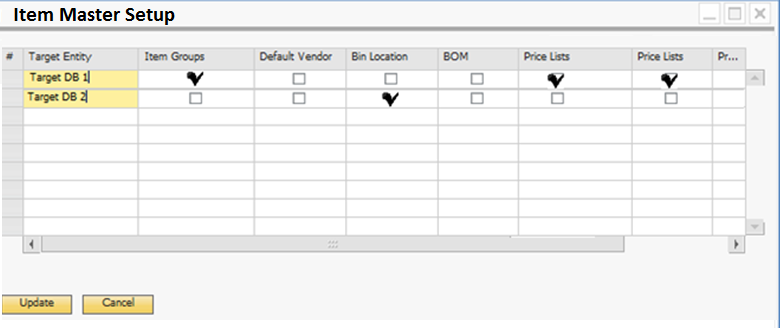 Item Master Setup
# Target Entity Item Groups Default Vendor Bin Location BOM Price Lists Price Lists Pr...
Target DB 1
Target DB 2
Update Cancel